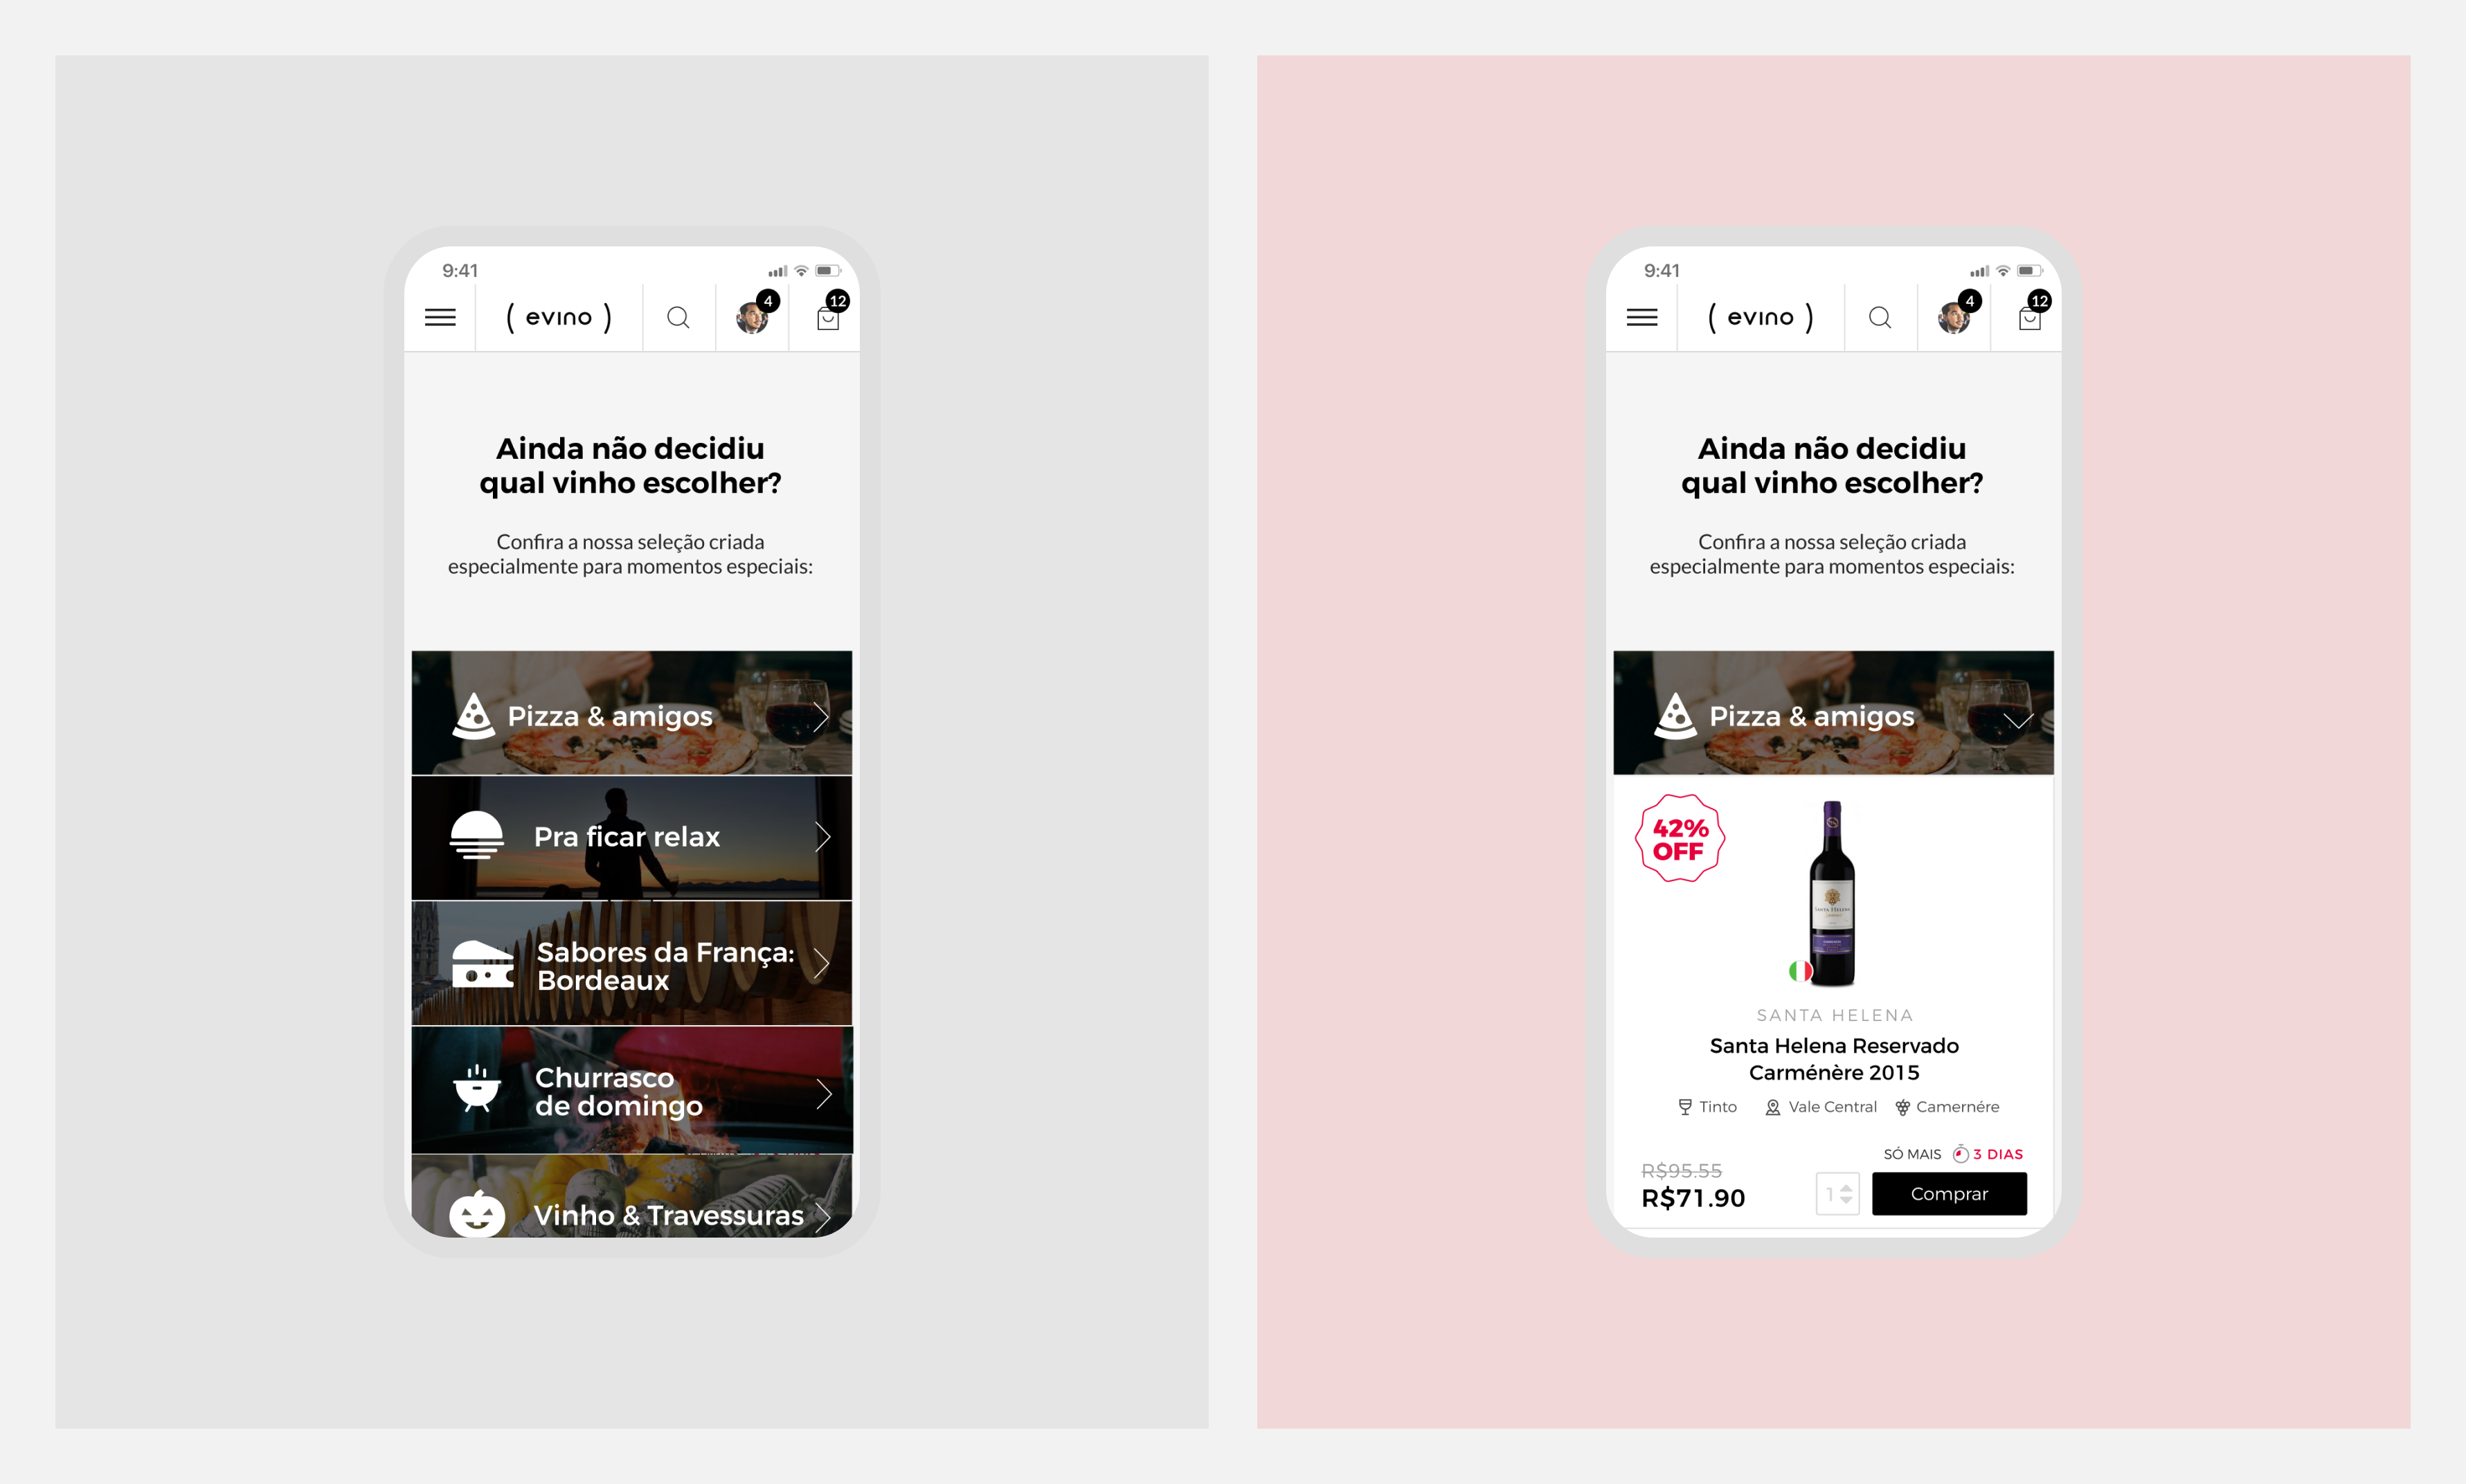 9:41
( evino )
4
12
Ainda não decidiu
qual vinho escolher?
Confira a nossa seleção criada
especialmente para momentos especiais:
Pizza & amigos
Pra ficar relax
Sabores da França:
Bordeaux
Churrasco
de domingo
Vinho & Travessuras
9:41
( evino )
4
12
Ainda não decidiu
qual vinho escolher?
Confira a nossa seleção criada
especialmente para momentos especiais:
Pizza & amigos
42%
OFF
SANTA HELENA
SANTA HELENA
Santa Helena Reservado
Carménère 2015
Tinto
Vale Central
Camernére
SÓ MAIS 3 DIAS
R$95.55
R$71.90
1
Comprar